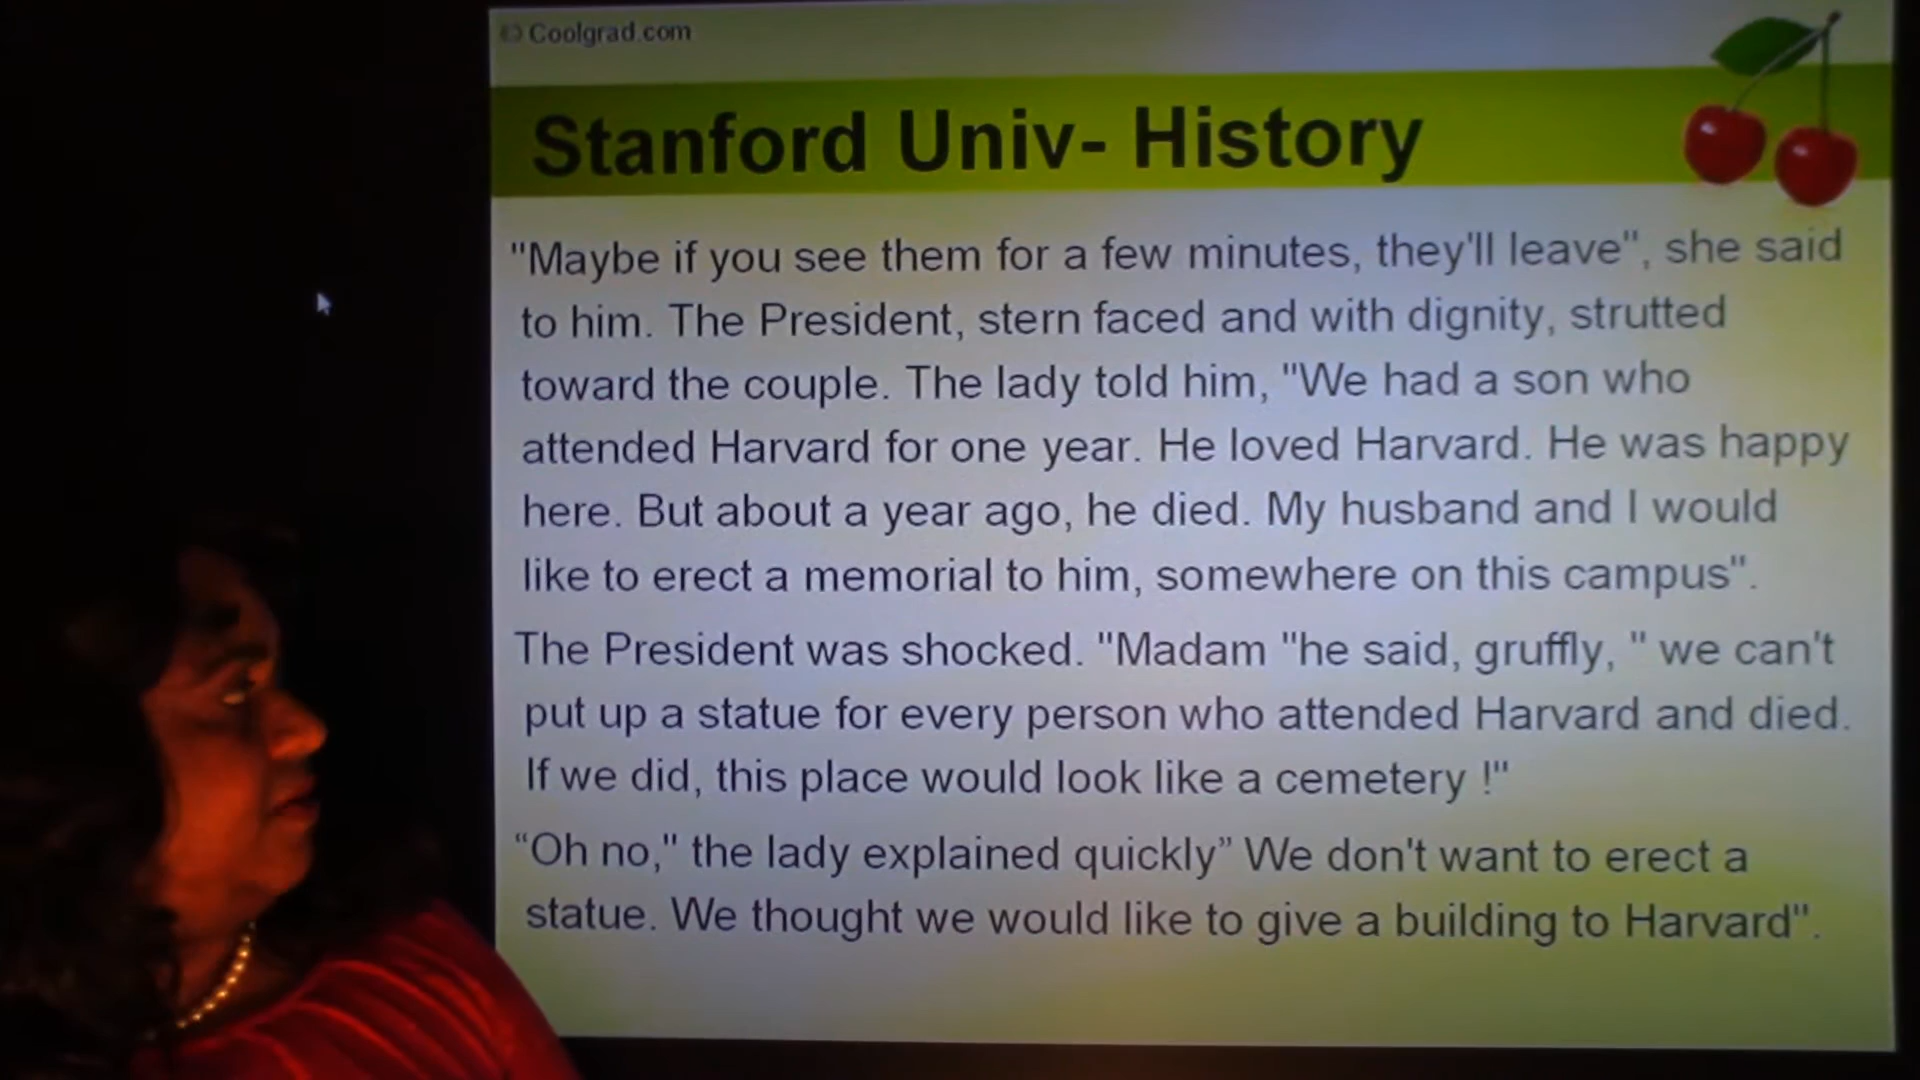 © Coolgrad.com
Stanford Univ- History
"Maybe if you see them for a few minutes, they'll leave", she said
to him. The President, stern faced and with dignity, strutted
toward the couple. The lady told him, "We had a son who
attended Harvard for one year. He loved Harvard. He was happy
here. But about a year ago, he died. My husband and I would
like to erect a memorial to him, somewhere on this campus".
The President was shocked. "Madam "he said, gruffly, " we can't
put up a statue for every person who attended Harvard and died.
If we did, this place would look like a cemetery !"
“Oh no," the lady explained quickly” We don't want to erect a
statue. We thought we would like to give a building to Harvard".